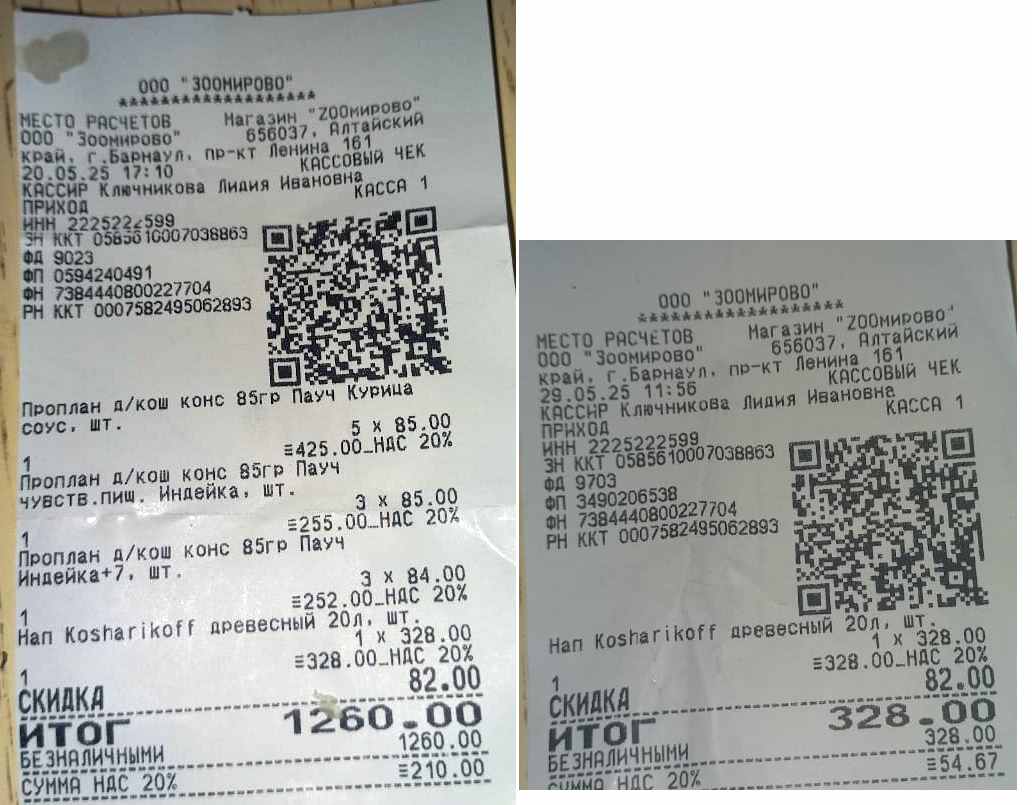 ООО "ЗООМИРОВО"
*******************
МЕСТО РАСЧЕТОВ Магазин "ZООмирово"
ООО "Зоомирово" 656037, Алтайский
край, г.Барнаул, пр-кт Ленина 161
20.05.25 17:10 КАССОВЫЙ ЧЕК
КАССИР Ключникова Лидия Ивановна
КАССА 1
ПРИХОД
ИНН 2225222599
ЗН ККТ 0585610007038863
ФД 9023
ФП 0594240491
ФН 7384440800227704
РН ККТ 0007582495062893
Проплан д/кош конс 85гр Пауч Курица
соус, шт.
5 х 85.00
≡425.00_НДС 20%
1
Проплан д/кош конс 85гр Пауч
чувств.пищ. Индейка, шт.
3 х 85.00
≡255.00_НДС 20%
1
Проплан д/кош конс 85гр Пауч
Индейка+7, шт.
3 х 84.00
≡252.00_НДС 20%
1
Нап Kosharikoff древесный 20л, шт.
1 х 328.00
≡328.00_НДС 20%
1
СКИДКА 82.00
ИТОГ 1260.00
БЕЗНАЛИЧНЫМИ 1260.00
СУММА НДС 20% ≡210.00
ООО "ЗООМИРОВО"
*******************
МЕСТО РАСЧЕТОВ Магазин "ZООмирово"
ООО "Зоомирово" 656037, Алтайский
край, г.Барнаул, пр-кт Ленина 161
29.05.25 11:56 КАССОВЫЙ ЧЕК
КАССИР Ключникова Лидия Ивановна
КАССА 1
ПРИХОД
ИНН 2225222599
ЗН ККТ 0585610007038863
ФД 9703
ФП 3490206538
ФН 7384440800227704
РН ККТ 0007582495062893
Нап Kosharikoff древесный 20л, шт.
1 х 328.00
≡328.00_НДС 20%
1
СКИДКА 82.00
ИТОГ 328.00
БЕЗНАЛИЧНЫМИ 328.00
СУММА НДС 20% ≡54.67